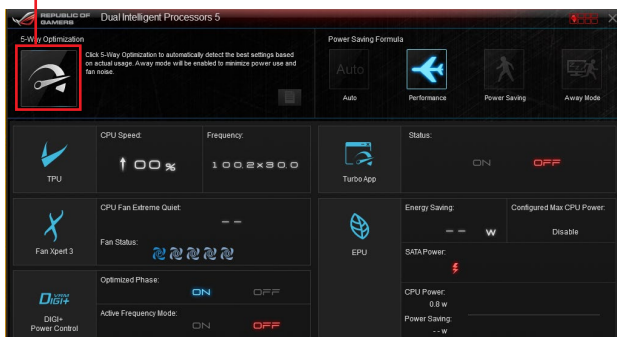 REPUBLIC OF
GAMERS
Dual Intelligent Processors 5
5-Way Optimization
Click 5-Way Optimization to automatically detect the best settings based
on actual usage. Away mode will be enabled to minimize power use and
fan noise.
Power Saving Formula
Auto
Auto
Performance
Power Saving
Away Mode
TPU
CPU Speed:
↑ 00 %
Frequency:
100.2x30.0
Turbo App
Status:
ON OFF
Fan Xpert 3
CPU Fan Extreme Quiet:
--
Fan Status:
EPU
Energy Saving:
-- W
Configured Max CPU Power:
Disable
SATA Power:
CPU Power:
0.8 w
Power Saving:
-- w
DIGI+
DIGI+
Power Control
Optimized Phase:
ON OFF
Active Frequency Mode:
ON OFF